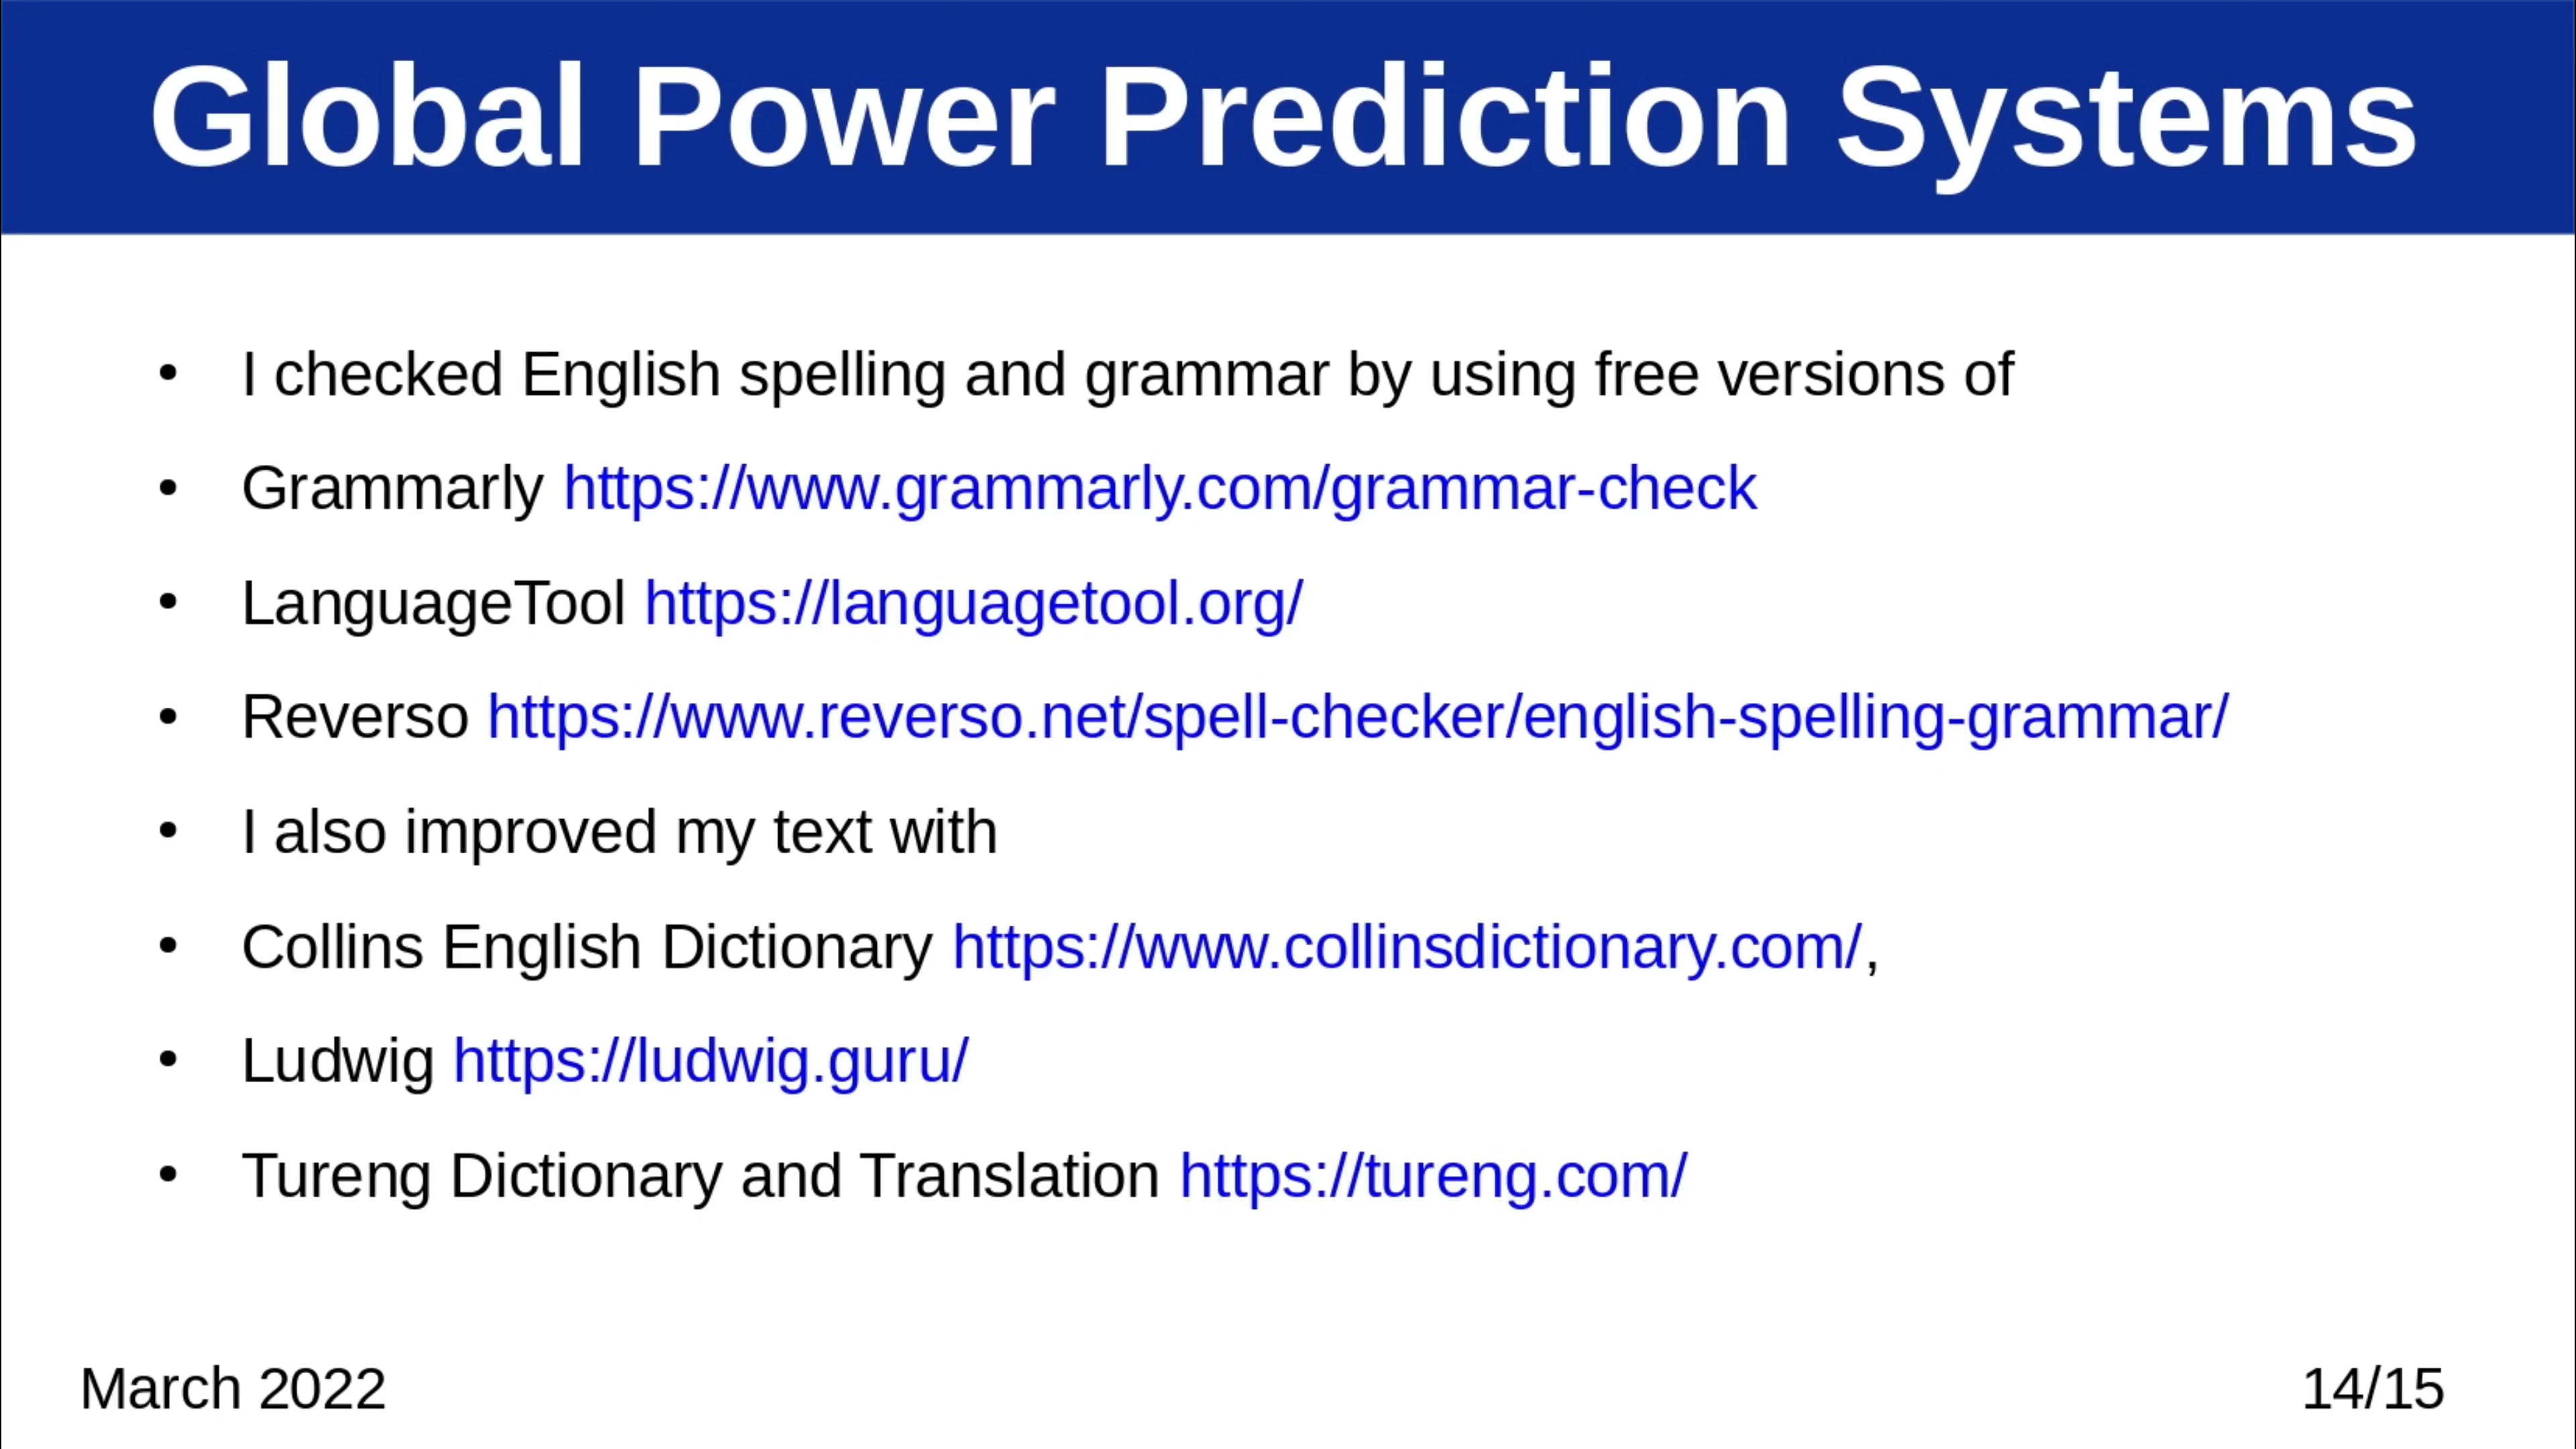 Global Power Prediction Systems
• I checked English spelling and grammar by using free versions of
• Grammarly https://www.grammarly.com/grammar-check
• LanguageTool https://languagetool.org/
• Reverso https://www.reverso.net/spell-checker/english-spelling-grammar/
• I also improved my text with
• Collins English Dictionary https://www.collinsdictionary.com/,
• Ludwig https://ludwig.guru/
• Tureng Dictionary and Translation https://tureng.com/
March 2022
14/15